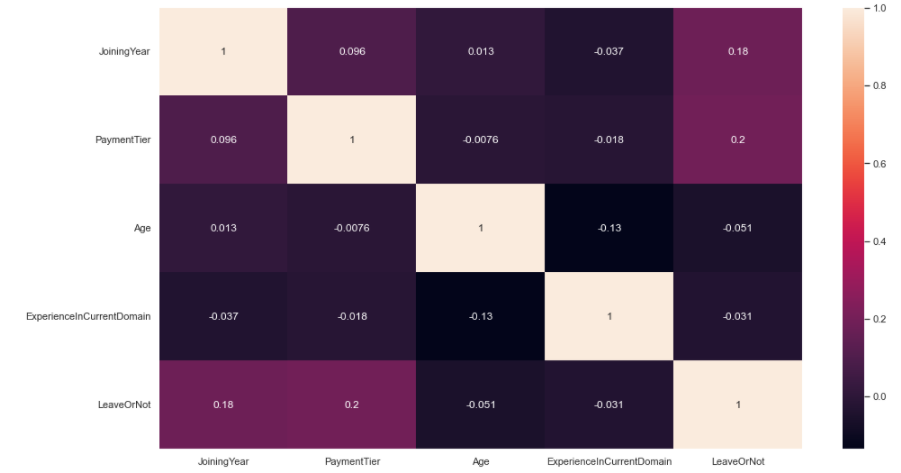 1.0
JoiningYear 1 0.096 0.013 -0.037 0.18
0.8
PaymentTier 0.096 1 -0.0076 -0.018 0.2
0.6
Age 0.013 -0.0076 1 -0.13 -0.051
0.4
ExperienceInCurrentDomain -0.037 -0.018 -0.13 1 -0.031
0.2
0.0
LeaveOrNot 0.18 0.2 -0.051 -0.031 1
JoiningYear PaymentTier Age ExperienceInCurrentDomain LeaveOrNot